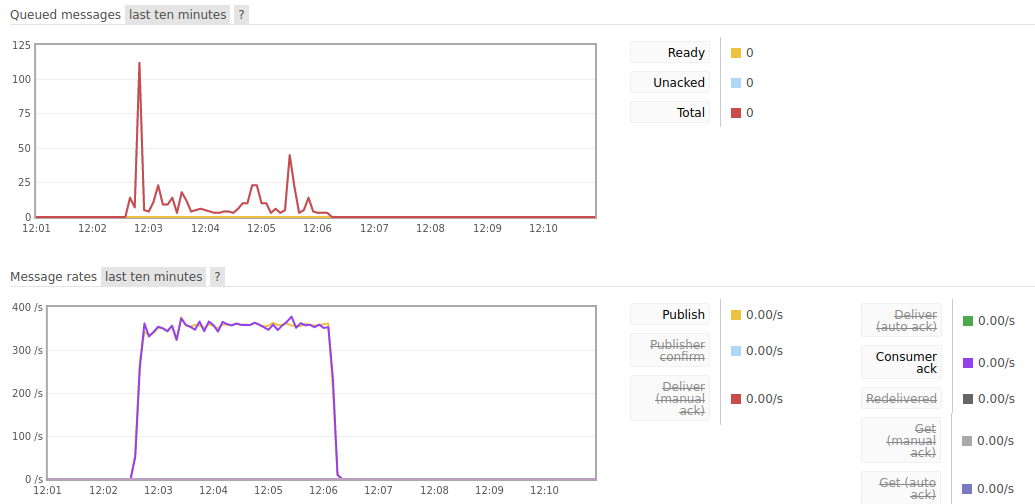 Queued messages last ten minutes ?
125
100
75
50
25
0
12:01 12:02 12:03 12:04 12:05 12:06 12:07 12:08 12:09 12:10
Ready 0
Unacked 0
Total 0
Message rates last ten minutes ?
400 /s
300 /s
200 /s
100 /s
0 /s
12:01 12:02 12:03 12:04 12:05 12:06 12:07 12:08 12:09 12:10
Publish 0.00/s
Publisher
confirm 0.00/s
Deliver
(manual
ack) 0.00/s
Deliver
(auto ack) 0.00/s
Consumer
ack 0.00/s
Redelivered 0.00/s
Get
(manual
ack) 0.00/s
Get (auto
ack) 0.00/s